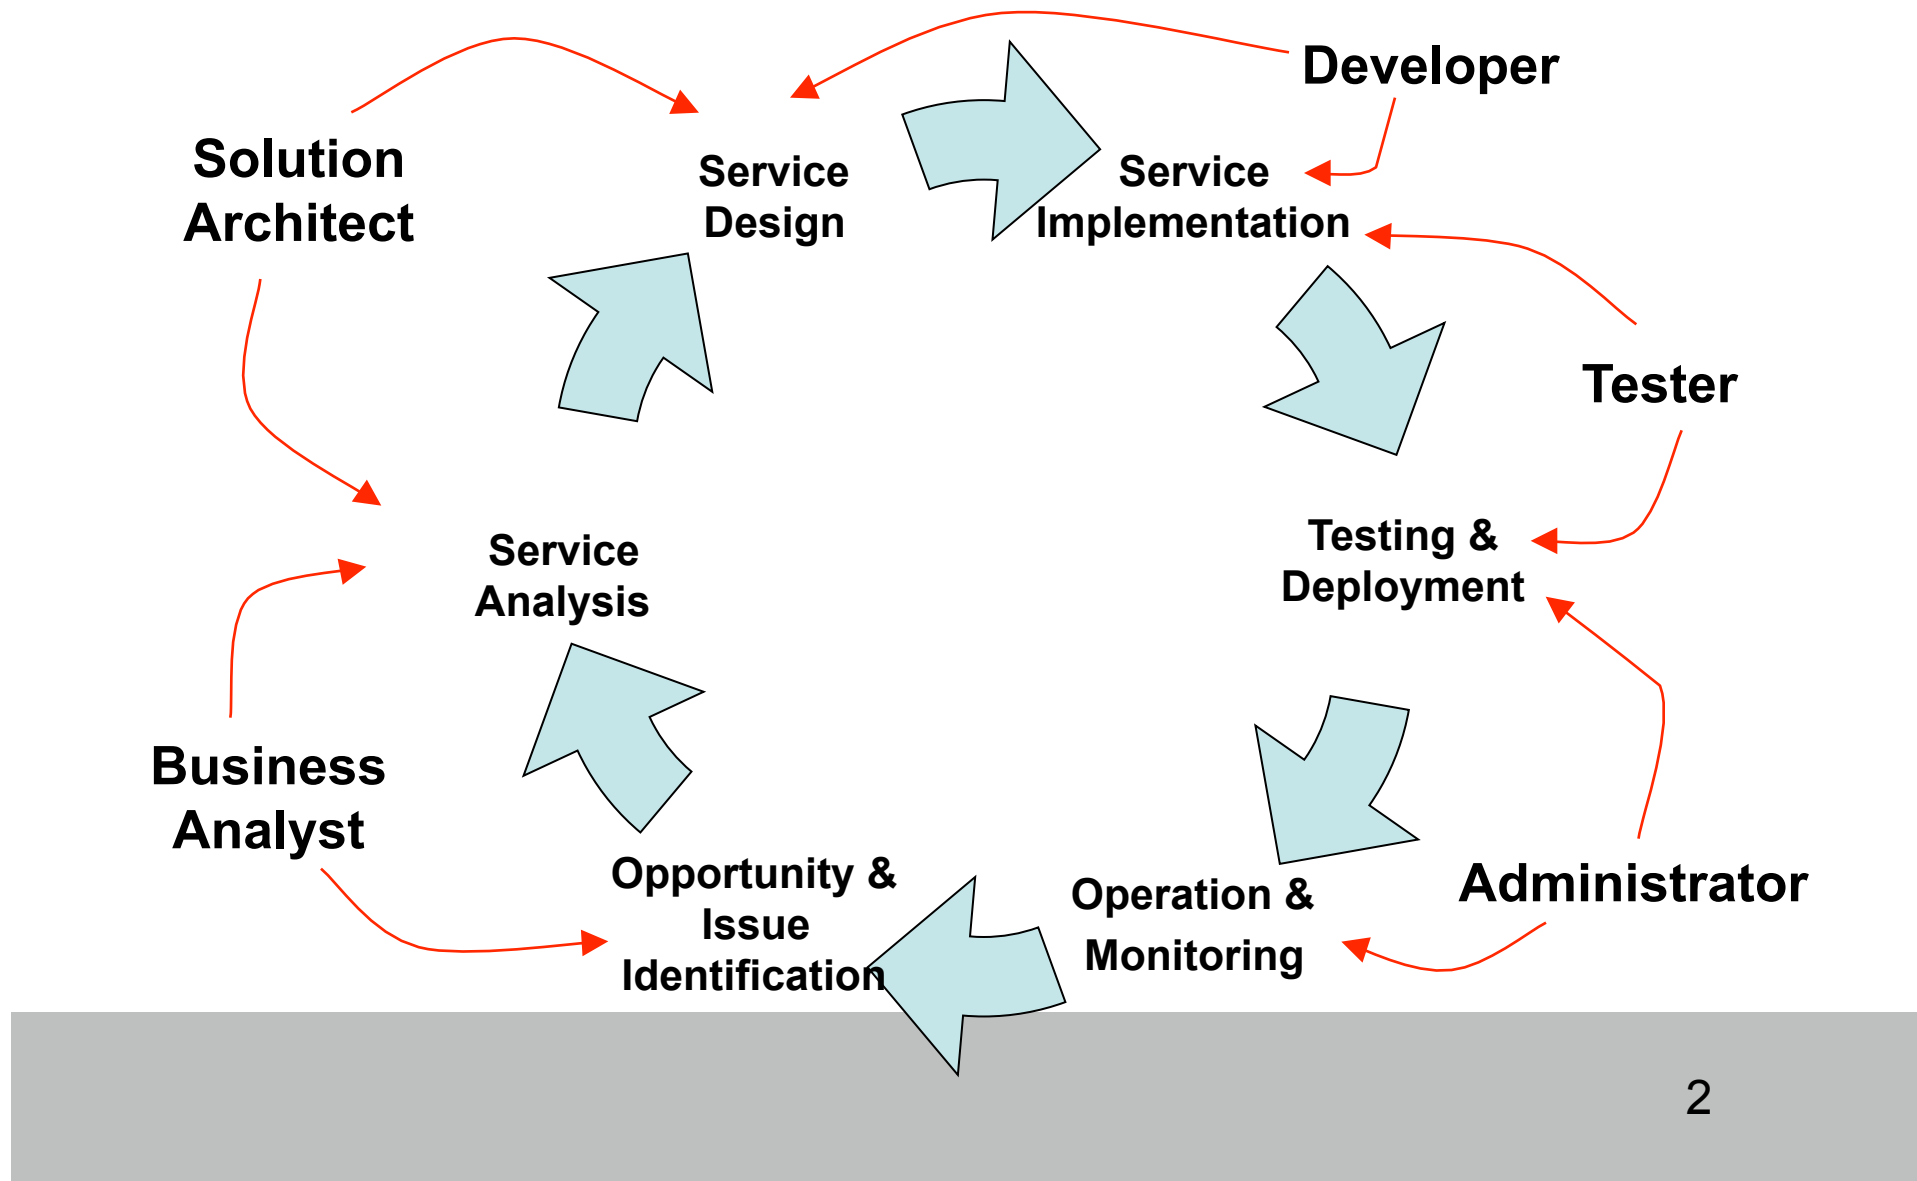 Developer
Solution
Architect
Service
Design
Service
Implementation
Tester
Testing &
Deployment
Service
Analysis
Business
Analyst
Opportunity &
Issue
Identification
Operation &
Monitoring
Administrator
2